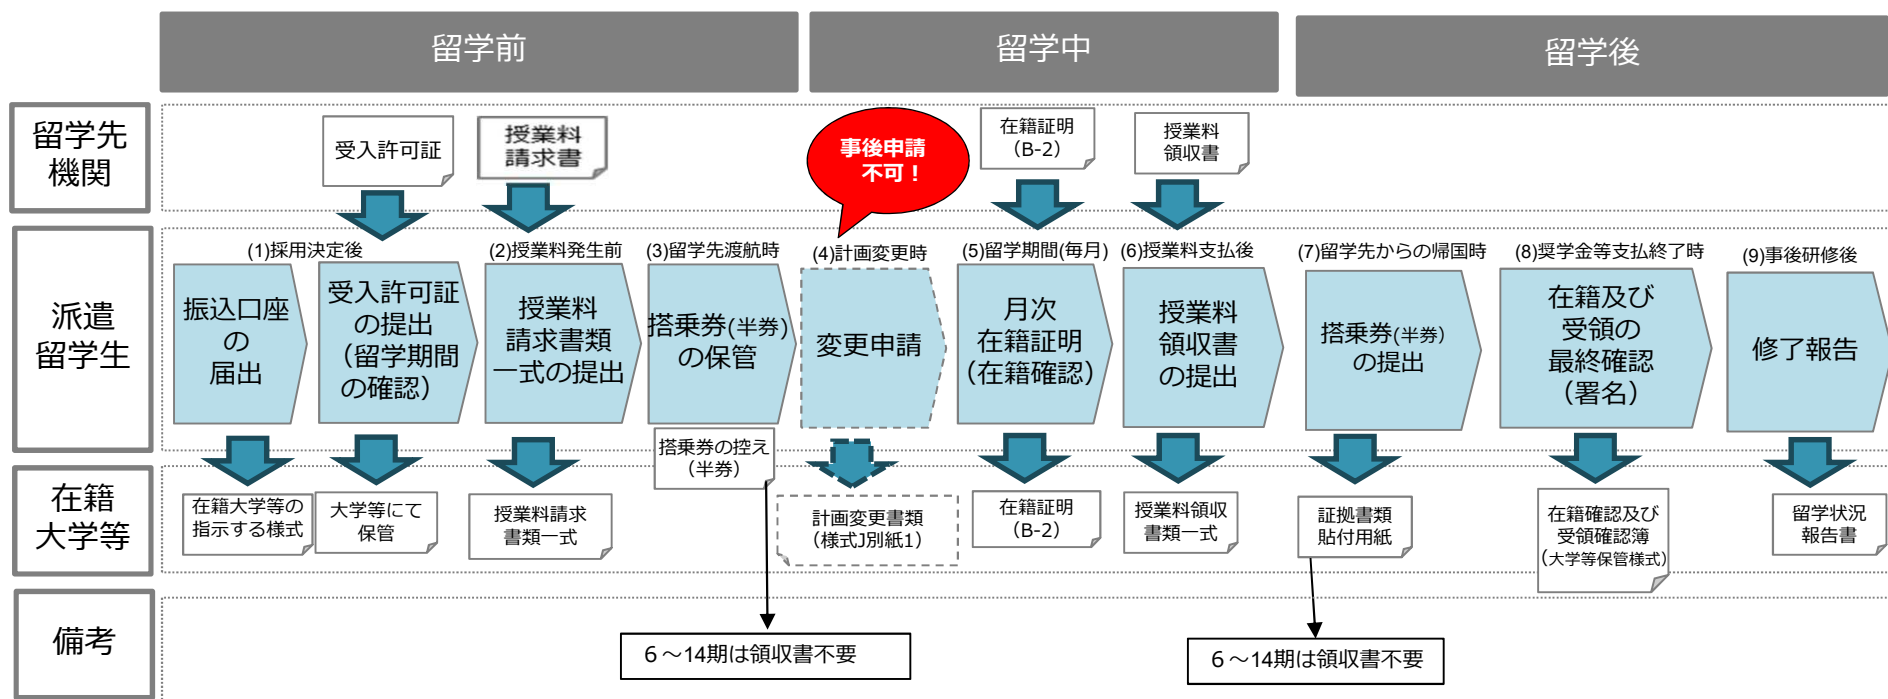 留学前
留学中
留学後
留学先
機関
受入許可証
授業料
請求書
事後申請
不可！
在籍証明
（B-2）
授業料
領収書
派遣
留学生
(1)採用決定後
(2)授業料発生前
(3)留学先渡航時
(4)計画変更時
(5)留学期間(毎月)
(6)授業料支払後
(7)留学先からの帰国時
(8)奨学金等支払終了時
(9)事後研修後
振込口座
の
届出
受入許可証
の提出
（留学期間
の確認）
授業料
請求書類
一式の提出
搭乗券(半券)
の保管
変更申請
月次
在籍証明
（在籍確認）
授業料
領収書
の提出
搭乗券(半券)
の提出
在籍及び
受領の
最終確認
（署名）
修了報告
在籍
大学等
在籍大学等の
指示する様式
大学等にて
保管
授業料請求
書類一式
搭乗券の控え
（半券）
計画変更書類
（様式J別紙1）
在籍証明
（B-2）
授業料領収
書類一式
証拠書類
貼付用紙
在籍確認及び
受領確認簿
（大学等保管様式）
留学状況
報告書
備考
６～14期は領収書不要
６～14期は領収書不要